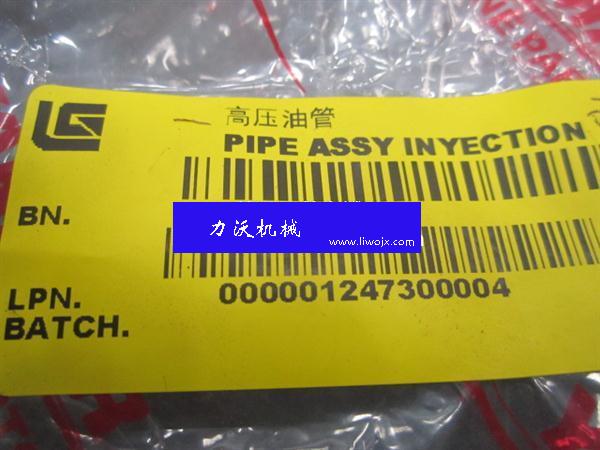 高压油管
PIPE ASSY INYECTION
BN.
力沃机械
www.liwojx.com
000001247300004
LPN.
BATCH.